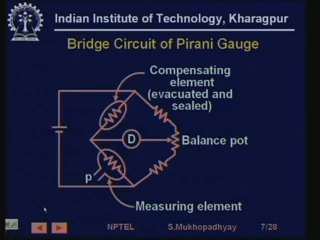 Indian Institute of Technology, Kharagpur
Bridge Circuit of Pirani Gauge
Compensating
element
(evacuated and
sealed)
D
Balance pot
p
Measuring element
NPTEL S.Mukhopadhyay 7/28